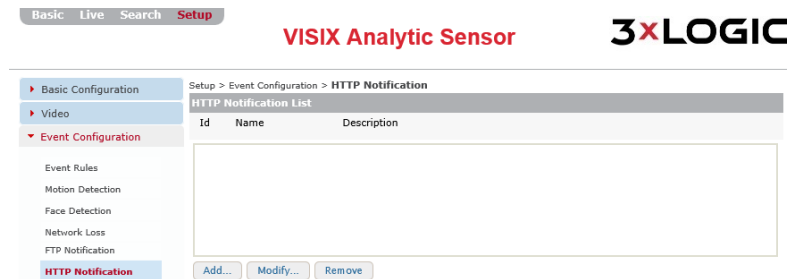 Basic Live Search Setup
VISIX Analytic Sensor
3xLOGIC
Basic Configuration
Video
Event Configuration
Event Rules
Motion Detection
Face Detection
Network Loss
FTP Notification
HTTP Notification
Setup > Event Configuration > HTTP Notification
HTTP Notification List
Id Name Description
Add... Modify... Remove